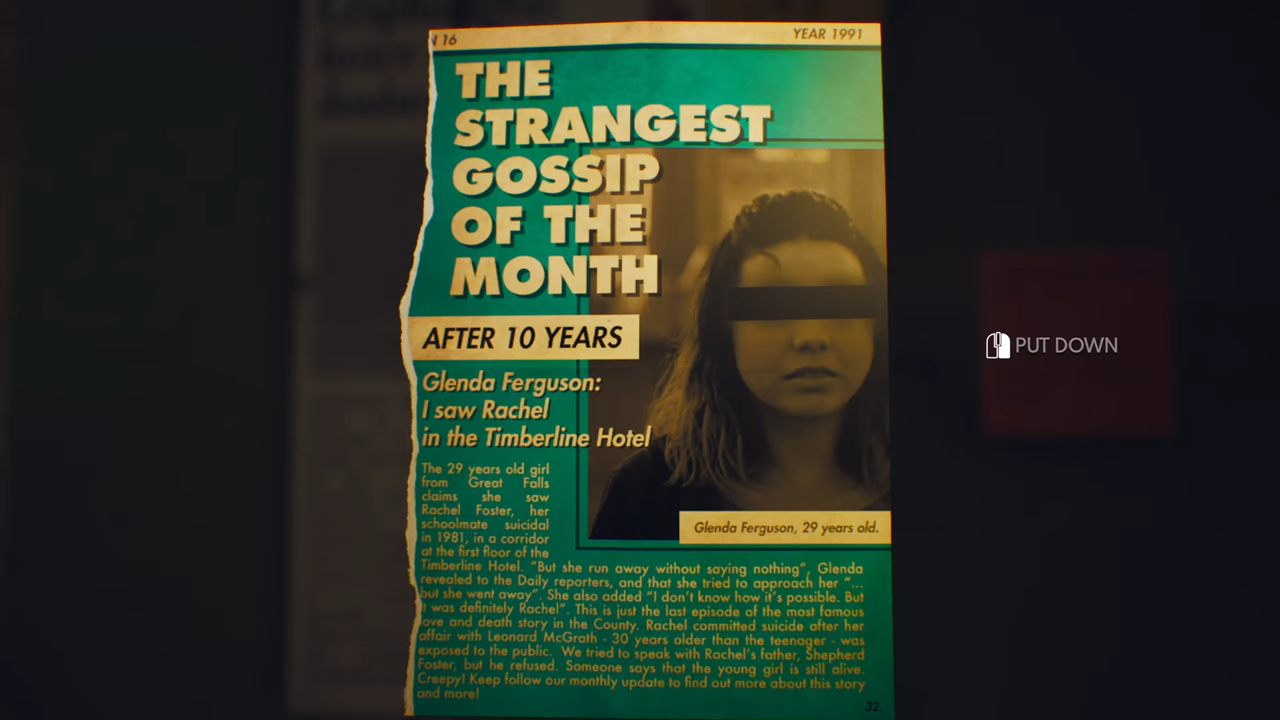 N 16
YEAR 1991
THE
STRANGEST
GOSSIP
OF THE
MONTH
AFTER 10 YEARS
Glenda Ferguson:
I saw Rachel
in the Timberline Hotel
The 29 years old girl
from Great Falls
claims she saw
Rachel Foster, her
schoolmate suicidal
in 1981, in a corridor
at the first floor of the
Timberline Hotel. "But she run away without saying nothing", Glenda
revealed to the Daily reporters, and that she tried to approach her "...
but she went away". She also added "I don't know how it's possible. But
it was definitely Rachel". This is just the last episode of the most famous
love and death story in the County. Rachel committed suicide after her
affair with Leonard McGrath - 30 years older than the teenager - was
exposed to the public. We tried to speak with Rachel's father, Shepherd
Foster, but he refused. Someone says that the young girl is still alive.
Creepy! Keep follow our monthly update to find out more about this story
and more!
Glenda Ferguson, 29 years old.
32.
PUT DOWN